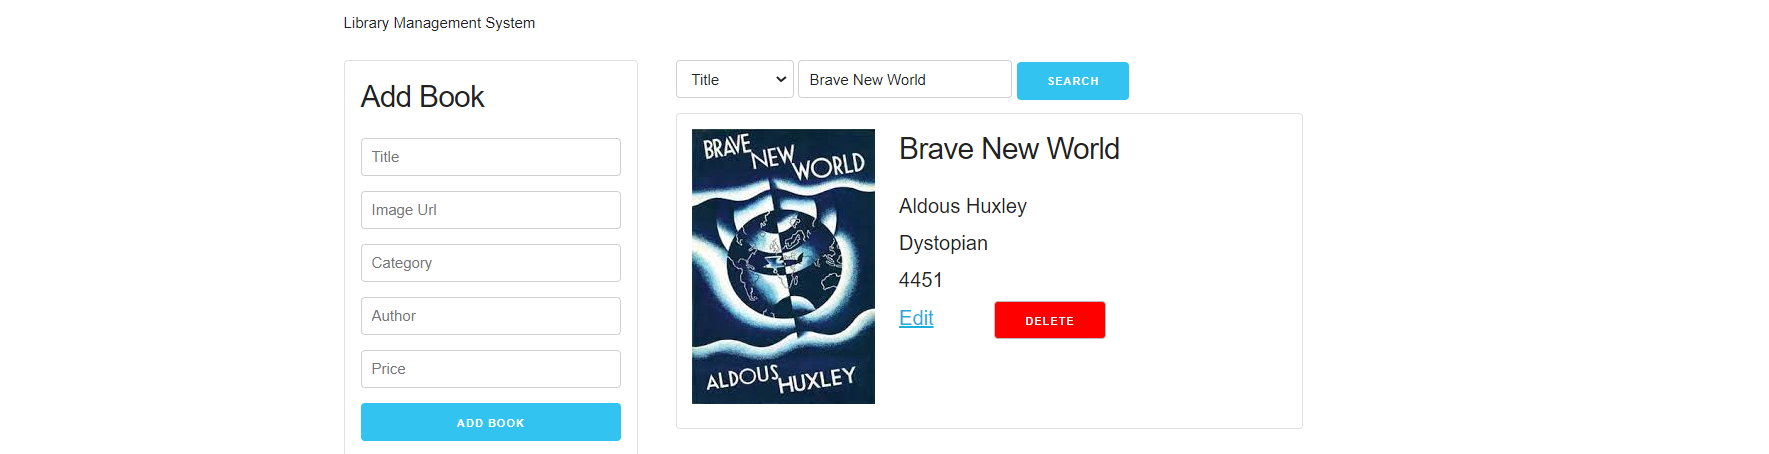 Library Management System
Add Book
Title
Image Url
Category
Author
Price
ADD BOOK
Title
Brave New World
SEARCH
BRAVE NEW WORLD
ALDOUS HUXLEY
Brave New World
Aldous Huxley
Dystopian
4451
Edit
DELETE